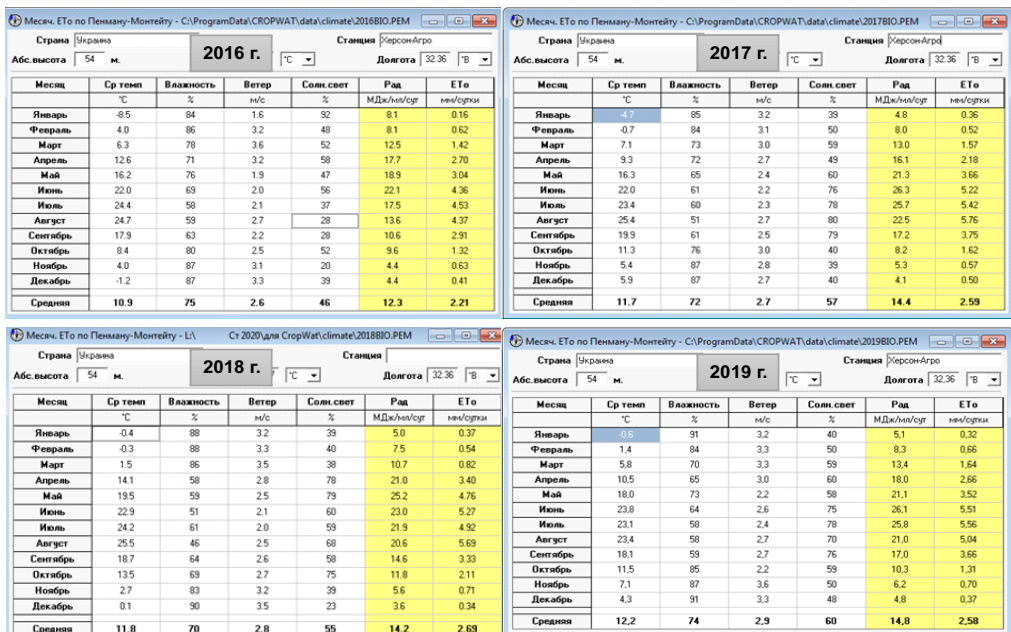 Месяч. ЕТо по Пенману-Монтейту - C:\ProgramData\CROPWAT\data\climate\2016BIO.PEM
Страна Украина Станция ХерсонАгро
2016 г.
Абс.высота 54 м. °C Долгота 32.36 °В
Месяц Ср темп Влажность Ветер Солн.свет Рад ЕТо
°C % м/с % МДж/мл/сут мм/сутки
Январь -8.5 84 1.6 92 8.1 0.16
Февраль 4.0 86 3.2 48 8.1 0.62
Март 6.3 78 3.6 52 12.5 1.42
Апрель 12.6 71 3.2 58 17.7 2.70
Май 16.2 76 1.9 47 18.9 3.04
Июнь 22.0 69 2.0 56 22.1 4.36
Июль 24.4 58 2.1 37 17.5 4.53
Август 24.7 59 2.7 28 13.6 4.37
Сентябрь 17.9 63 2.2 28 10.6 2.91
Октябрь 8.4 80 2.5 52 9.6 1.32
Ноябрь 4.0 87 3.1 20 4.4 0.63
Декабрь -1.2 87 3.3 39 4.4 0.41
Средняя 10.9 75 2.6 46 12.3 2.21
Месяч. ЕТо по Пенману-Монтейту - C:\ProgramData\CROPWAT\data\climate\2017BIO.PEM
Страна Украина Станция ХерсонАгро
2017 г.
Абс.высота 54 м. °C Долгота 32.36 °В
Месяц Ср темп Влажность Ветер Солн.свет Рад ЕТо
°C % м/с % МДж/мл/сут мм/сутки
Январь -4.7 85 3.2 39 4.8 0.36
Февраль -0.7 84 3.1 50 8.0 0.52
Март 7.1 73 3.0 59 13.0 1.57
Апрель 9.3 72 2.7 49 16.1 2.18
Май 16.3 65 2.4 60 21.3 3.66
Июнь 22.0 61 2.2 76 26.3 5.22
Июль 23.4 60 2.3 78 25.7 5.42
Август 25.4 51 2.7 80 22.5 5.76
Сентябрь 19.9 61 2.5 79 17.2 3.75
Октябрь 11.3 76 3.0 40 8.2 1.62
Ноябрь 5.4 87 2.8 39 5.3 0.57
Декабрь 5.9 87 2.7 40 4.1 0.50
Средняя 11.7 72 2.7 57 14.4 2.59
Месяч. ЕТо по Пенману-Монтейту - L:\ Ст 2020\для CropWat\climate\2018BIO.PEM
Страна Украина Станция
2018 г.
Абс.высота 54 м. °C Долгота 32.36 °В
Месяц Ср темп Влажность Ветер Солн.свет Рад ЕТо
°C % м/с % МДж/мл/сут мм/сутки
Январь -0.4 88 3.2 39 5.0 0.37
Февраль -0.3 88 3.3 40 7.5 0.54
Март 1.5 86 3.5 38 10.7 0.82
Апрель 14.1 58 2.8 78 21.0 3.40
Май 19.5 59 2.5 79 25.2 4.76
Июнь 22.9 51 2.1 60 23.0 5.27
Июль 24.2 61 2.0 59 21.9 4.92
Август 25.5 46 2.5 68 20.6 5.69
Сентябрь 18.7 64 2.6 58 14.6 3.33
Октябрь 13.5 69 2.7 75 11.8 2.11
Ноябрь 2.7 83 3.2 39 5.6 0.71
Декабрь 0.1 90 3.5 23 3.6 0.34
Средняя 11.8 70 2.8 55 14.2 2.69
Месяч. ЕТо по Пенману-Монтейту - C:\ProgramData\CROPWAT\data\climate\2019BIO.PEM
Страна Украина Станция ХерсонАгро
2019 г.
Абс.высота 54 м. °C Долгота 32,36 °В
Месяц Ср темп Влажность Ветер Солн.свет Рад ЕТо
°C % м/с % МДж/мл/сут мм/сутки
Январь -0,6 91 3,2 40 5,1 0,32
Февраль 1,4 84 3,3 50 8,3 0,66
Март 5,8 70 3,3 59 13,4 1,64
Апрель 10,5 65 3,0 60 18,0 2,66
Май 18,0 73 2,2 58 21,1 3,52
Июнь 23,8 64 2,6 75 26,1 5,51
Июль 23,1 58 2,4 78 25,8 5,56
Август 23,4 58 2,7 70 21,0 5,04
Сентябрь 18,1 59 2,7 76 17,0 3,66
Октябрь 11,5 85 2,2 59 10,3 1,31
Ноябрь 7,1 87 3,6 50 6,2 0,70
Декабрь 4,3 91 3,3 48 4,8 0,37
Средняя 12,2 74 2,9 60 14,8 2,58